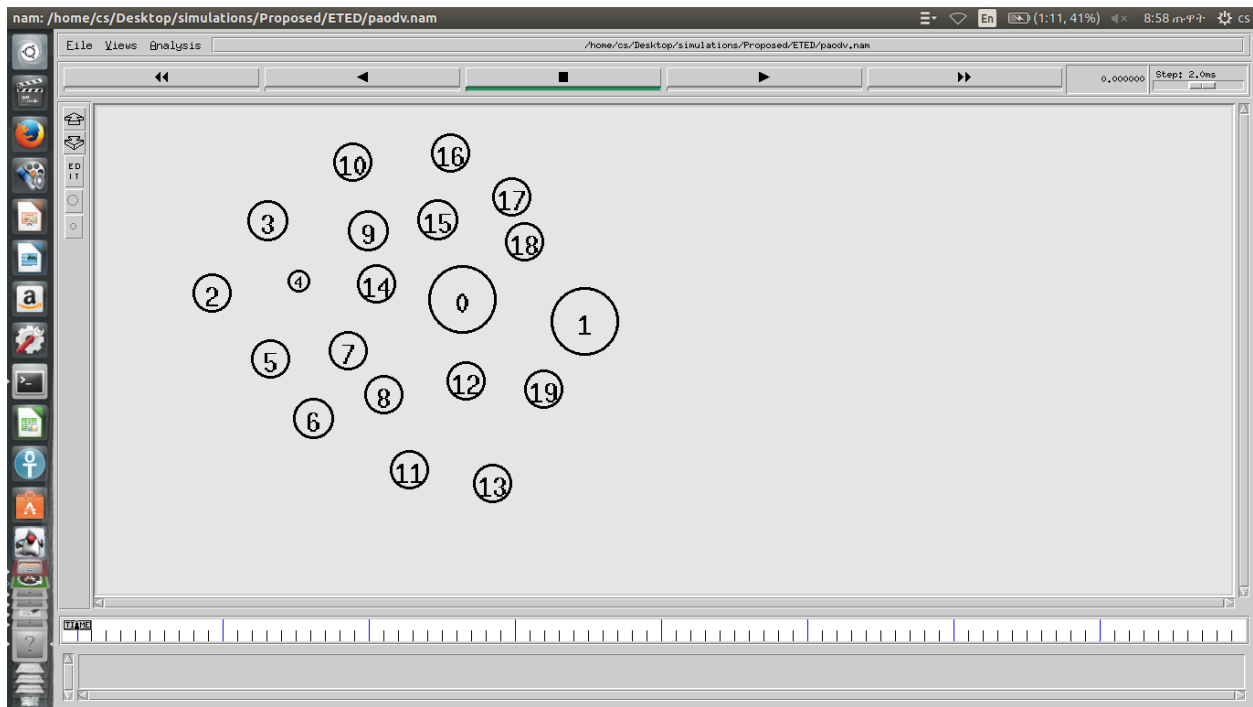 nam: /home/cs/Desktop/simulations/Proposed/ETED/paodv.nam
En (1:11, 41%) 8:58 ጠዋት cs
File Views Analysis /home/cs/Desktop/simulations/Proposed/ETED/paodv.nam
0.000000 Step: 2.0ms
ED
IT
10
16
17
3
9
15
18
4
2
14
0
1
7
5
8
12
19
6
11
13
TIME